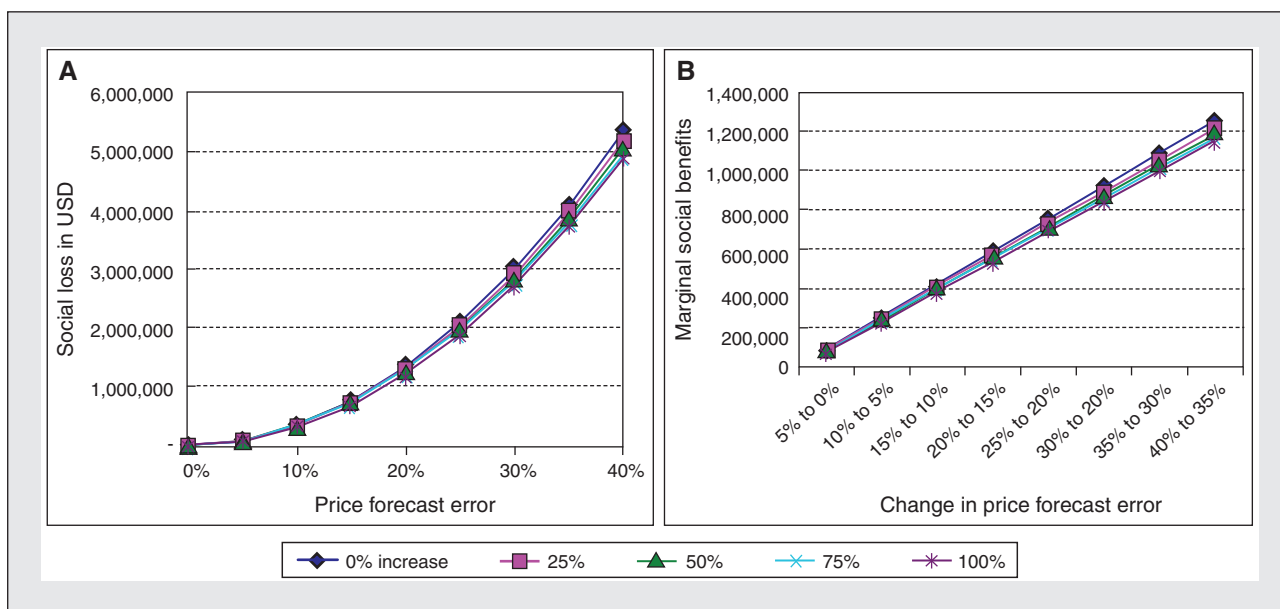 A
6,000,000
5,000,000
4,000,000
3,000,000
2,000,000
1,000,000
-
Social loss in USD
0% 10% 20% 30% 40%
Price forecast error
B
1,400,000
1,200,000
1,000,000
800,000
600,000
400,000
200,000
0
Marginal social benefits
5% to 0%
10% to 5%
15% to 10%
20% to 15%
25% to 20%
30% to 20%
35% to 30%
40% to 35%
Change in price forecast error
0% increase 25% 50% 75% 100%